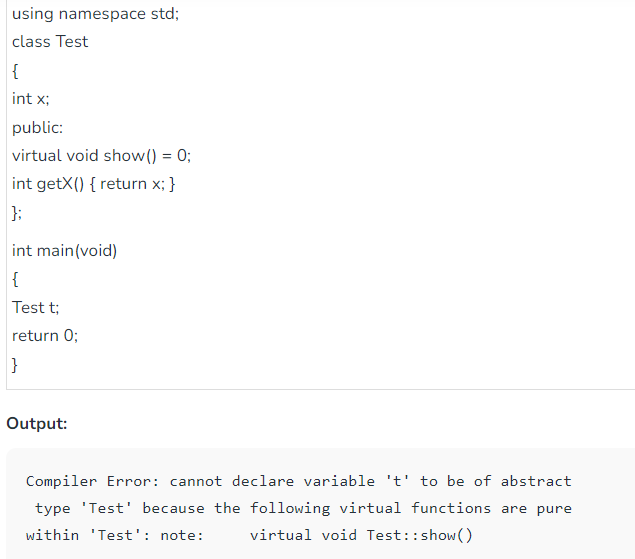 using namespace std;
class Test
{
int x;
public:
virtual void show() = 0;
int getX() { return x; }
};
int main(void)
{
Test t;
return 0;
}
Output:
Compiler Error: cannot declare variable 't' to be of abstract
type 'Test' because the following virtual functions are pure
within 'Test': note:     virtual void Test::show()